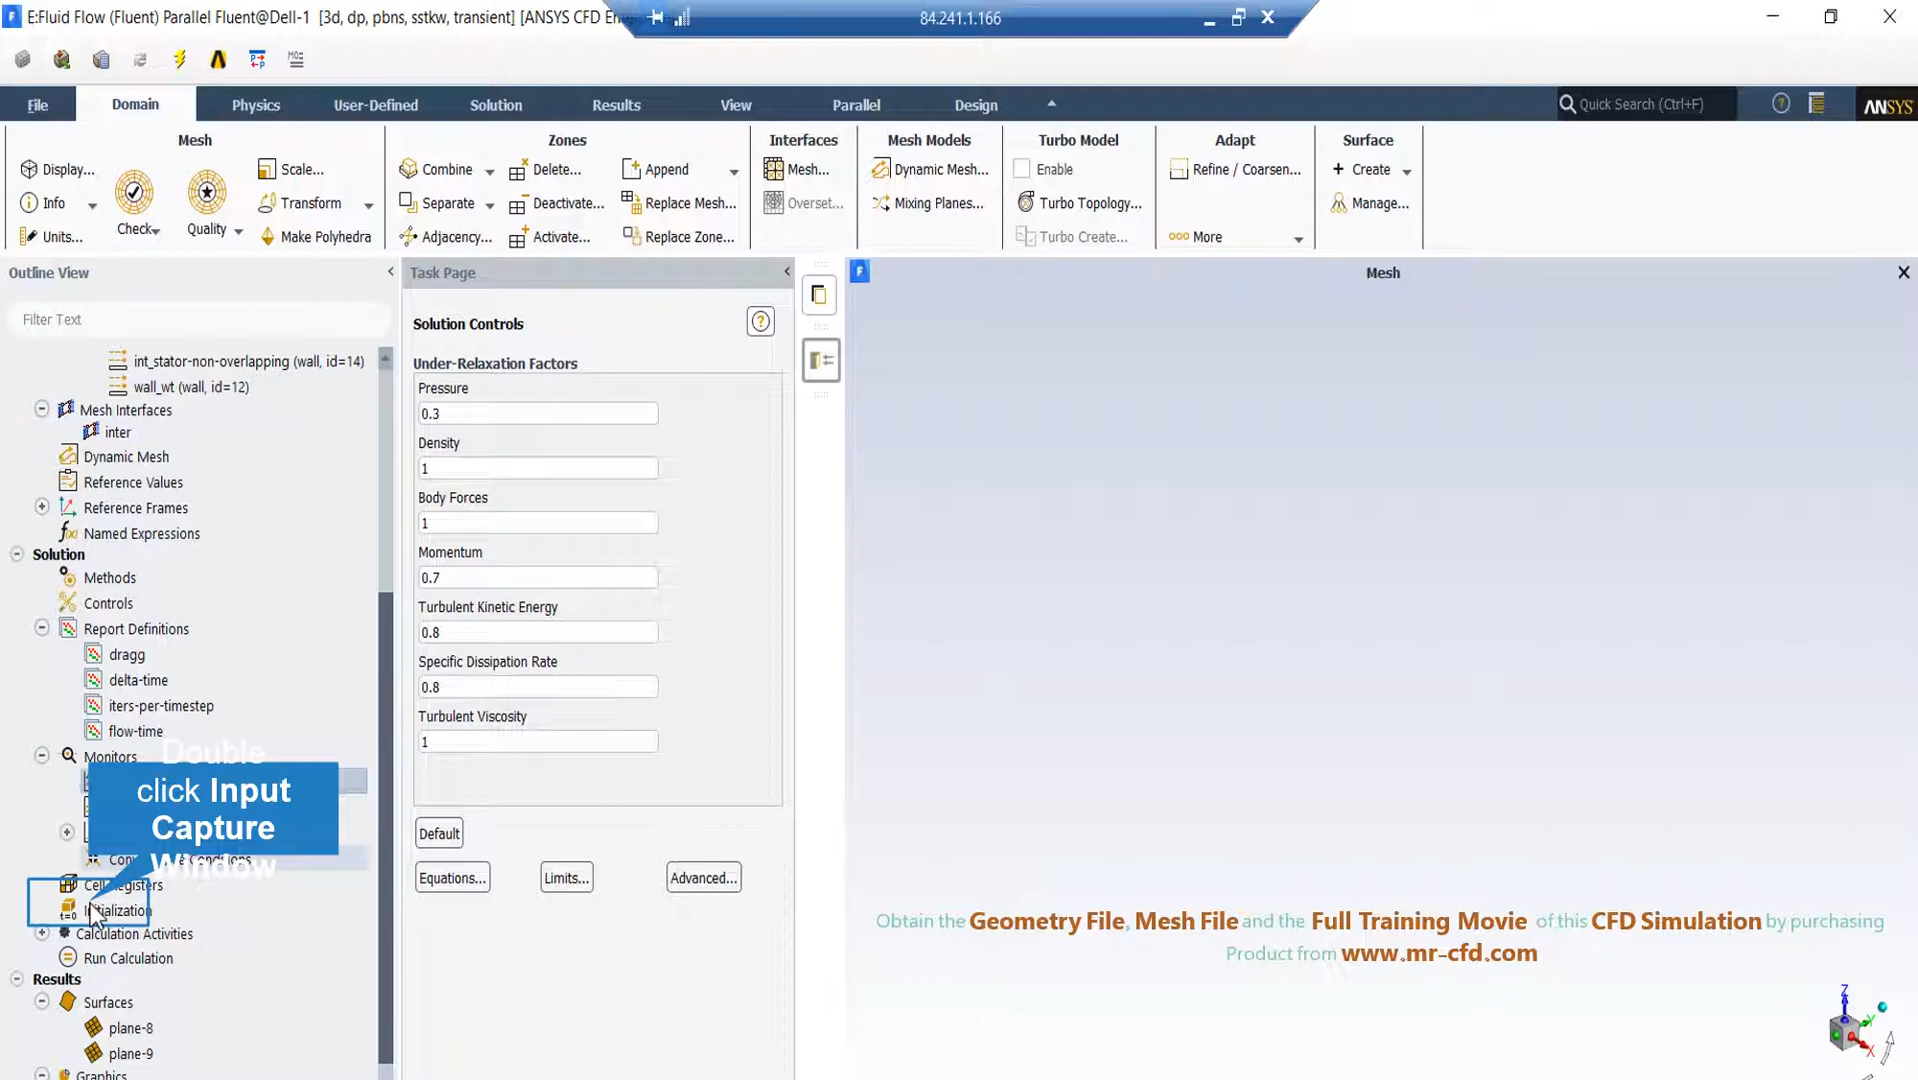 E:Fluid Flow (Fluent) Parallel Fluent@Dell-1 [3d, dp, pbns, sstkw, transient] [ANSYS CFD
84.241.1.166
File
Domain
Physics
User-Defined
Solution
Results
View
Parallel
Design
Quick Search (Ctrl+F)
ANSYS
Mesh
Display...
Info
Units...
Check
Quality
Scale...
Transform
Make Polyhedra
Zones
Combine
Separate
Adjacency...
Delete...
Deactivate...
Activate...
Append
Replace Mesh...
Replace Zone...
Interfaces
Mesh...
Overset...
Mesh Models
Dynamic Mesh...
Mixing Planes...
Turbo Model
Enable
Turbo Topology...
Turbo Create...
Adapt
Refine / Coarsen...
More
Surface
+ Create
Manage...
Outline View
Filter Text
int_stator-non-overlapping (wall, id=14)
wall_wt (wall, id=12)
Mesh Interfaces
inter
Dynamic Mesh
Reference Values
Reference Frames
Named Expressions
Solution
Methods
Controls
Report Definitions
dragg
delta-time
iters-per-timestep
flow-time
Monitors
Double
click Input
Capture
Window
Cell Registers
Initialization
Calculation Activities
Run Calculation
Results
Surfaces
plane-8
plane-9
Graphics
Task Page
Solution Controls
Under-Relaxation Factors
Pressure
0.3
Density
1
Body Forces
1
Momentum
0.7
Turbulent Kinetic Energy
0.8
Specific Dissipation Rate
0.8
Turbulent Viscosity
1
Default
Equations...
Limits...
Advanced...
Mesh
Obtain the Geometry File, Mesh File and the Full Training Movie of this CFD Simulation by purchasing
Product from www.mr-cfd.com
Z
Y
X